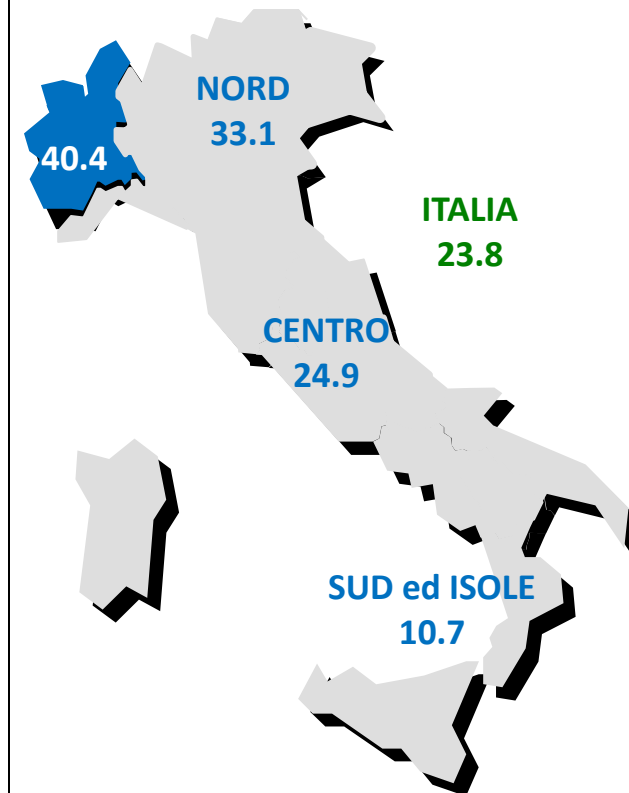 NORD
33.1
40.4
ITALIA
23.8
CENTRO
24.9
SUD ed ISOLE
10.7